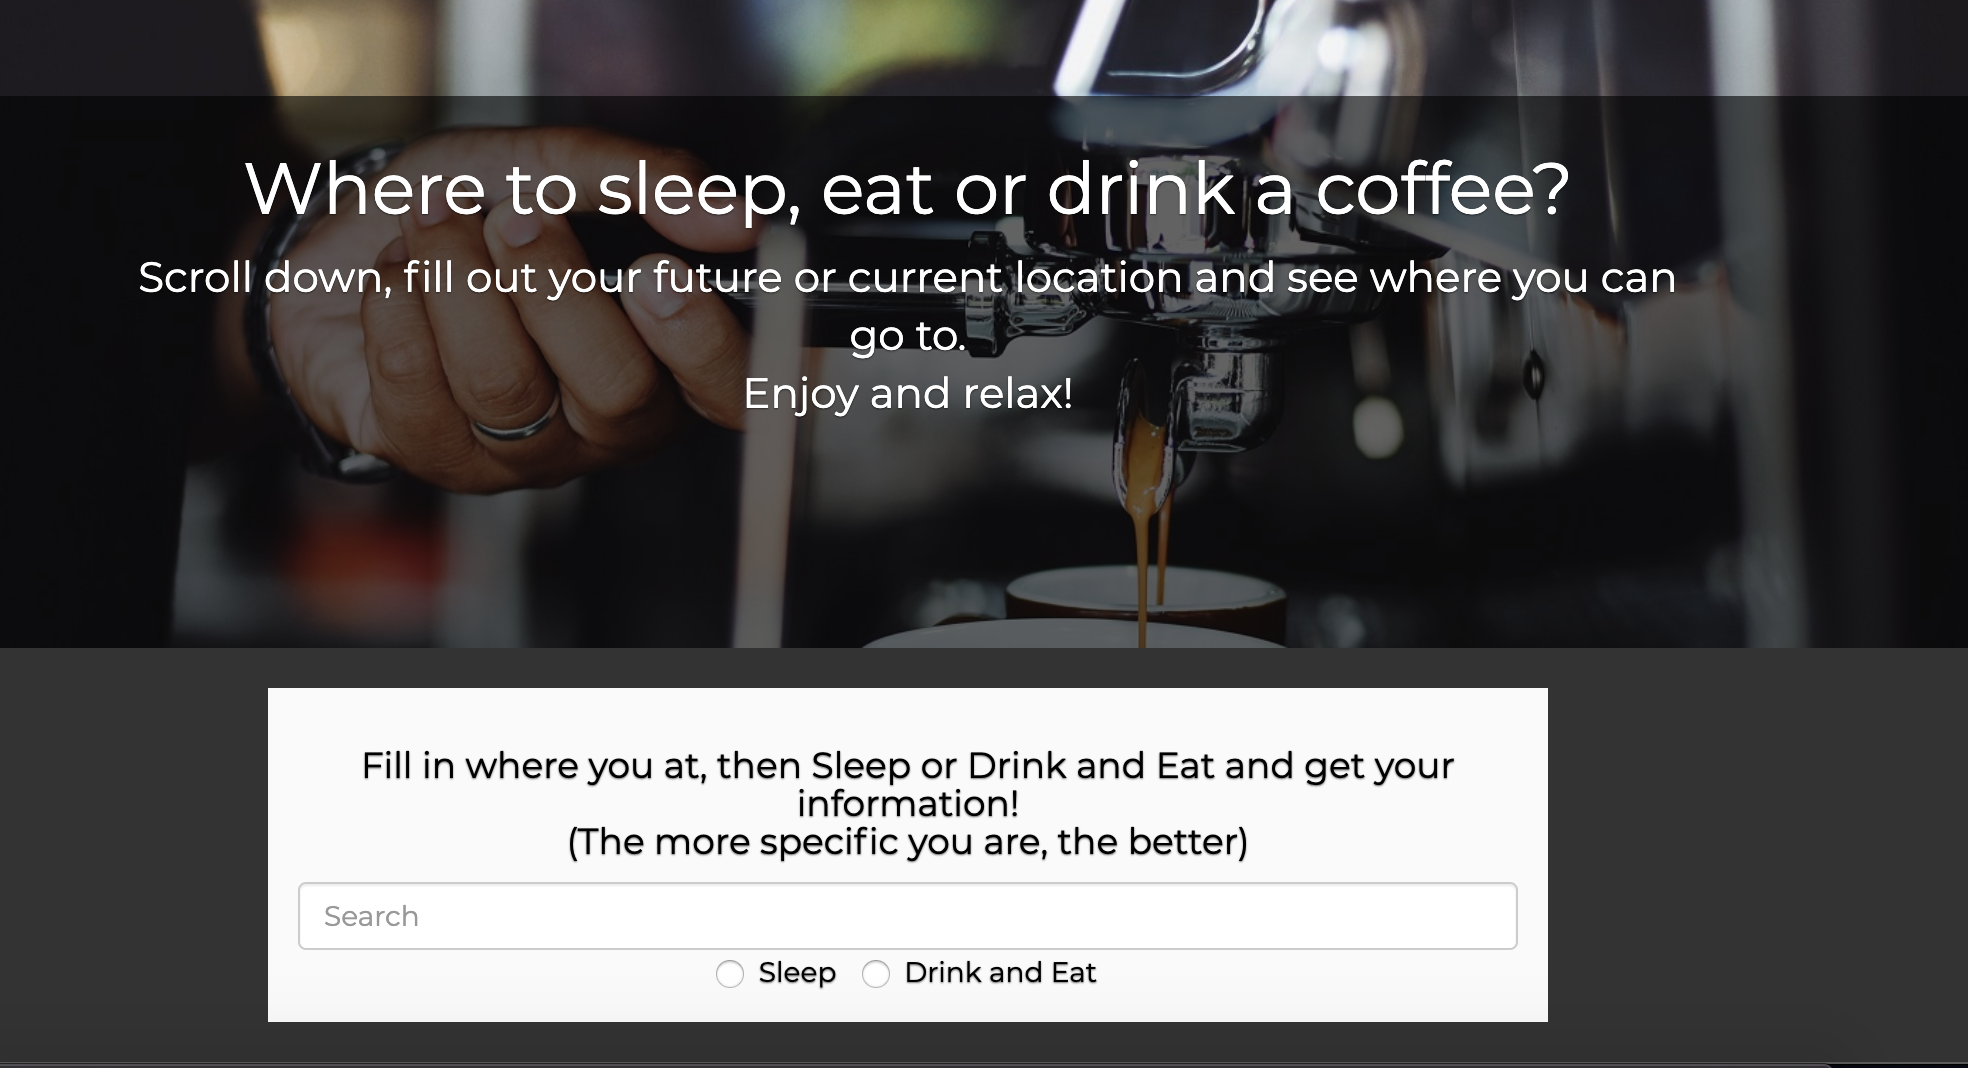 Where to sleep, eat or drink a coffee?
Scroll down, fill out your future or current location and see where you can
go to.
Enjoy and relax!
Fill in where you at, then Sleep or Drink and Eat and get your
information!
(The more specific you are, the better)
Search
Sleep Drink and Eat